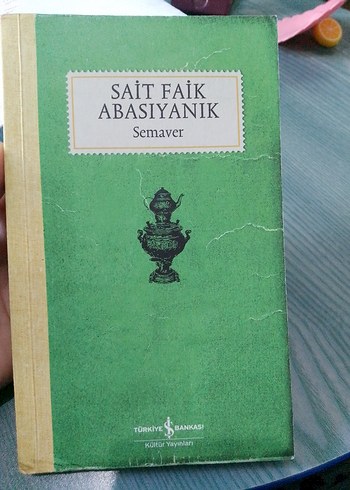 SAİT FAİK
ABASIYANIK
Semaver
TÜRKİYE İŞ BANKASI
Kültür Yayınları